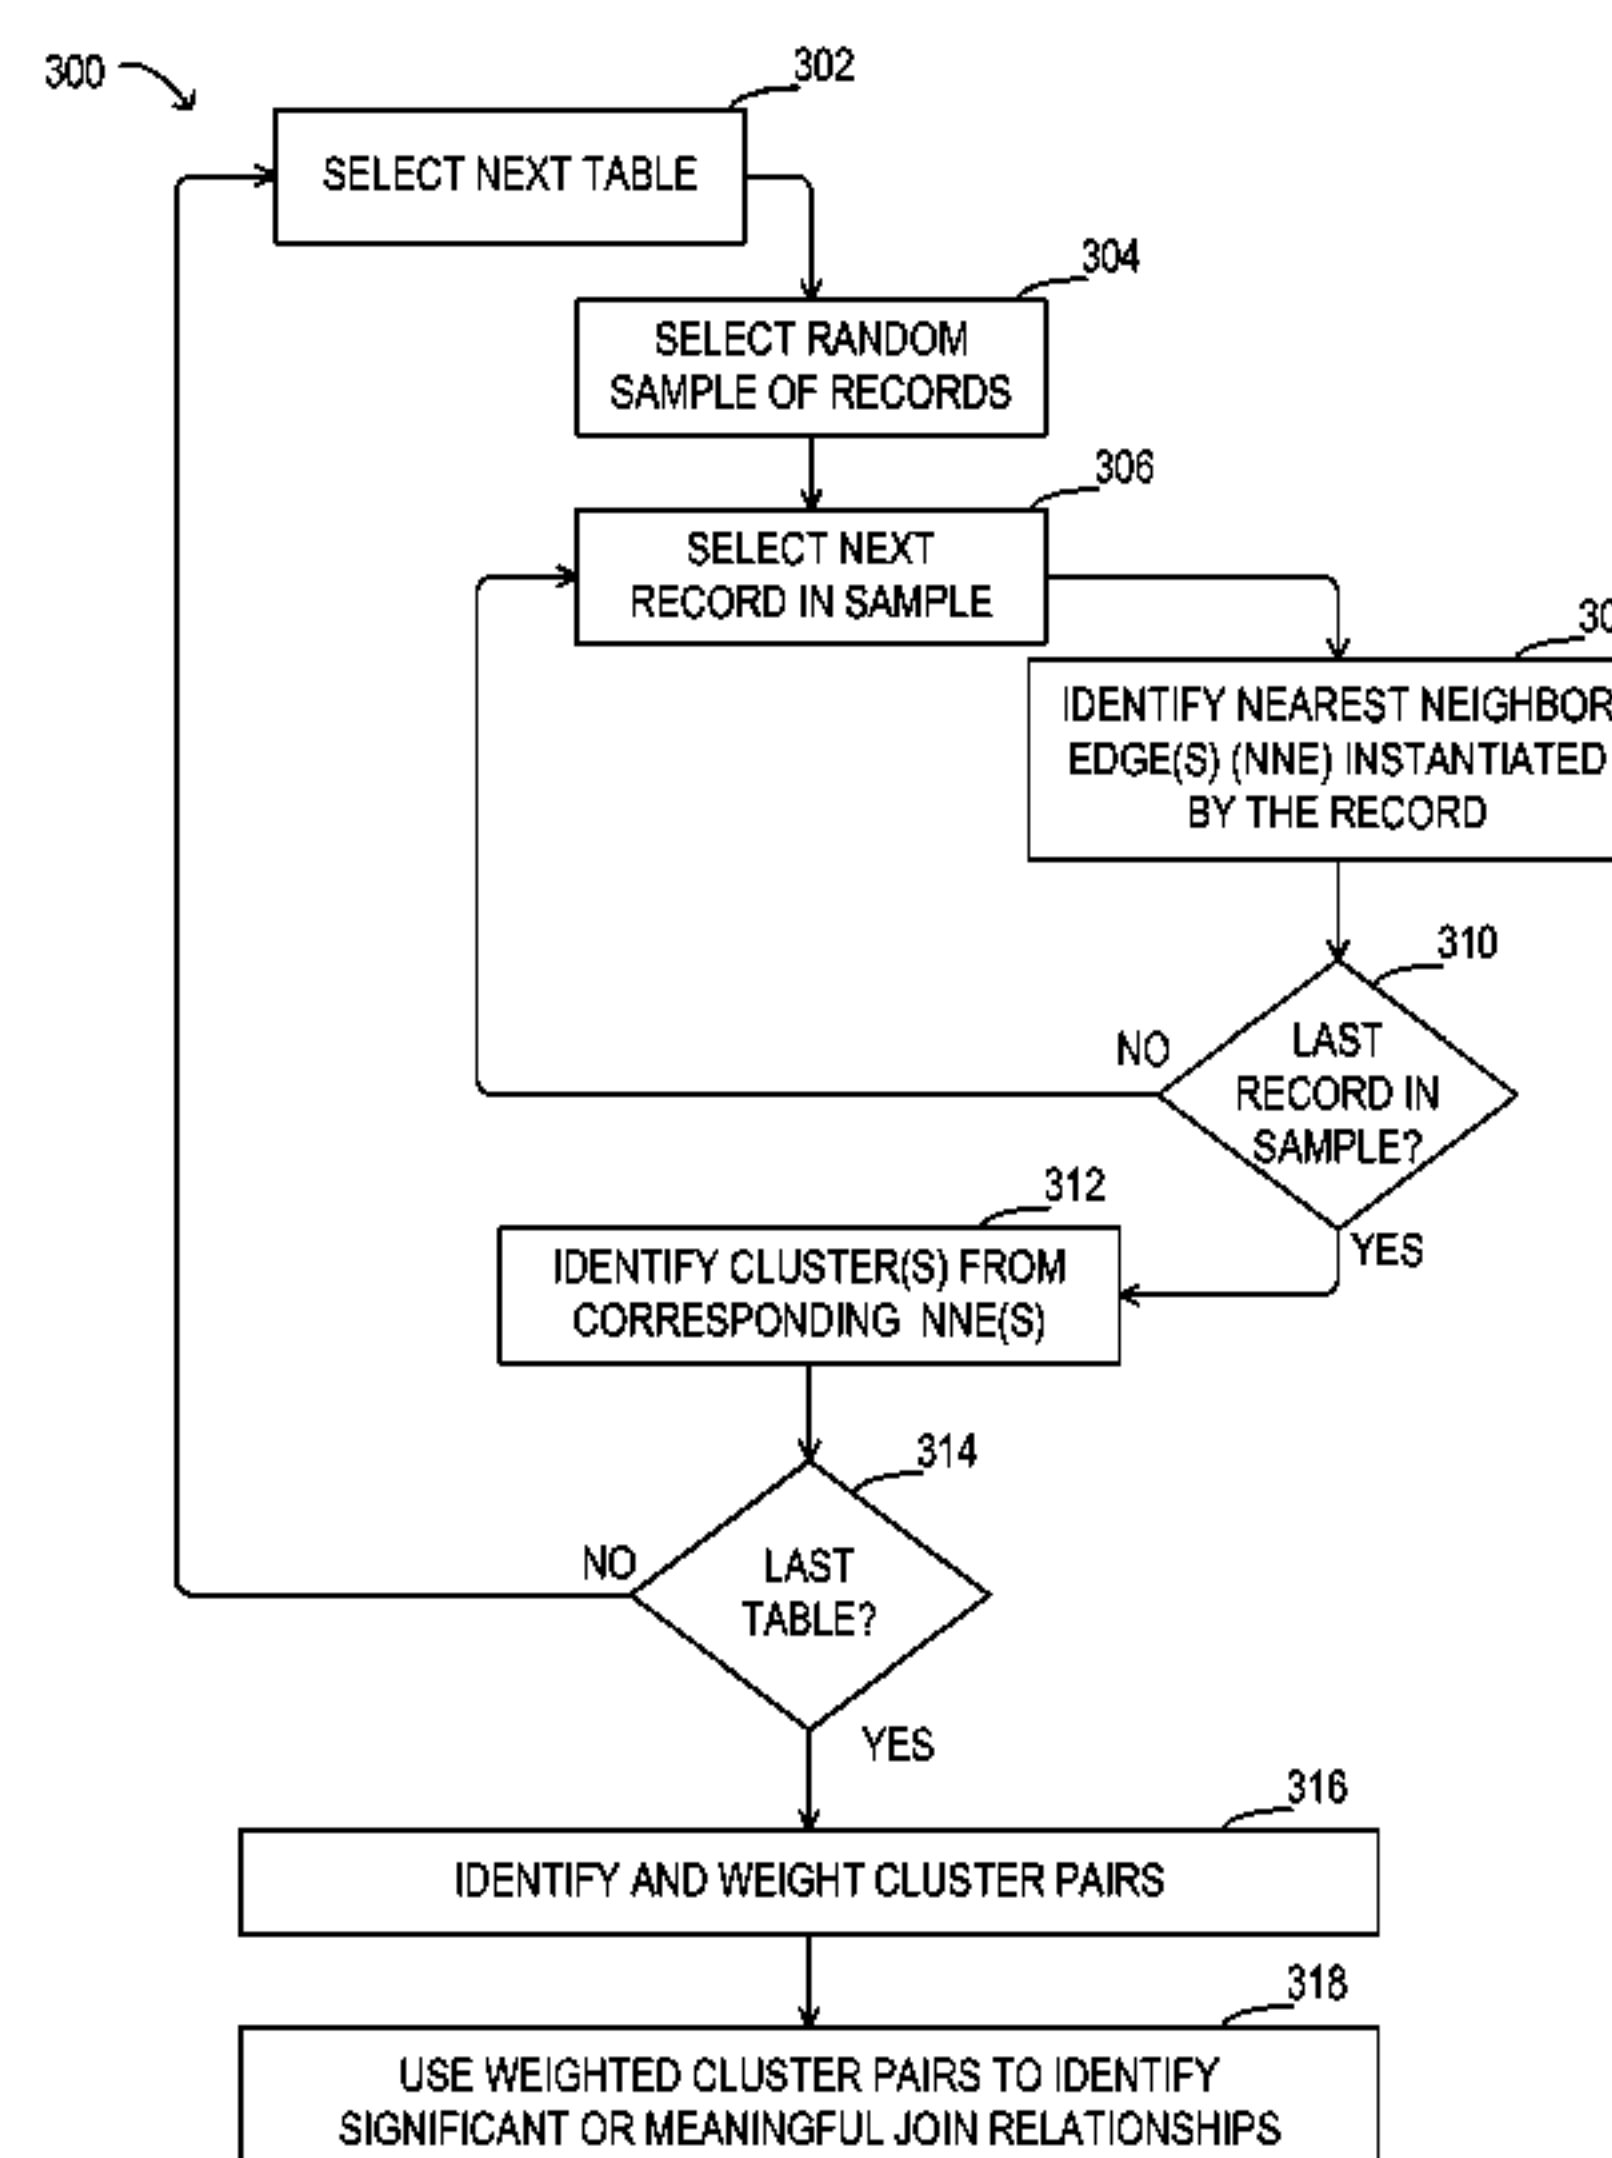 300
302
SELECT NEXT TABLE
304
SELECT RANDOM
SAMPLE OF RECORDS
306
SELECT NEXT
RECORD IN SAMPLE
IDENTIFY NEAREST NEIGHBOR
EDGE(S) (NNE) INSTANTIATED
BY THE RECORD
310
LAST
RECORD IN
SAMPLE?
NO
YES
312
IDENTIFY CLUSTER(S) FROM
CORRESPONDING NNE(S)
314
LAST
TABLE?
NO
YES
316
IDENTIFY AND WEIGHT CLUSTER PAIRS
318
USE WEIGHTED CLUSTER PAIRS TO IDENTIFY
SIGNIFICANT OR MEANINGFUL JOIN RELATIONSHIPS